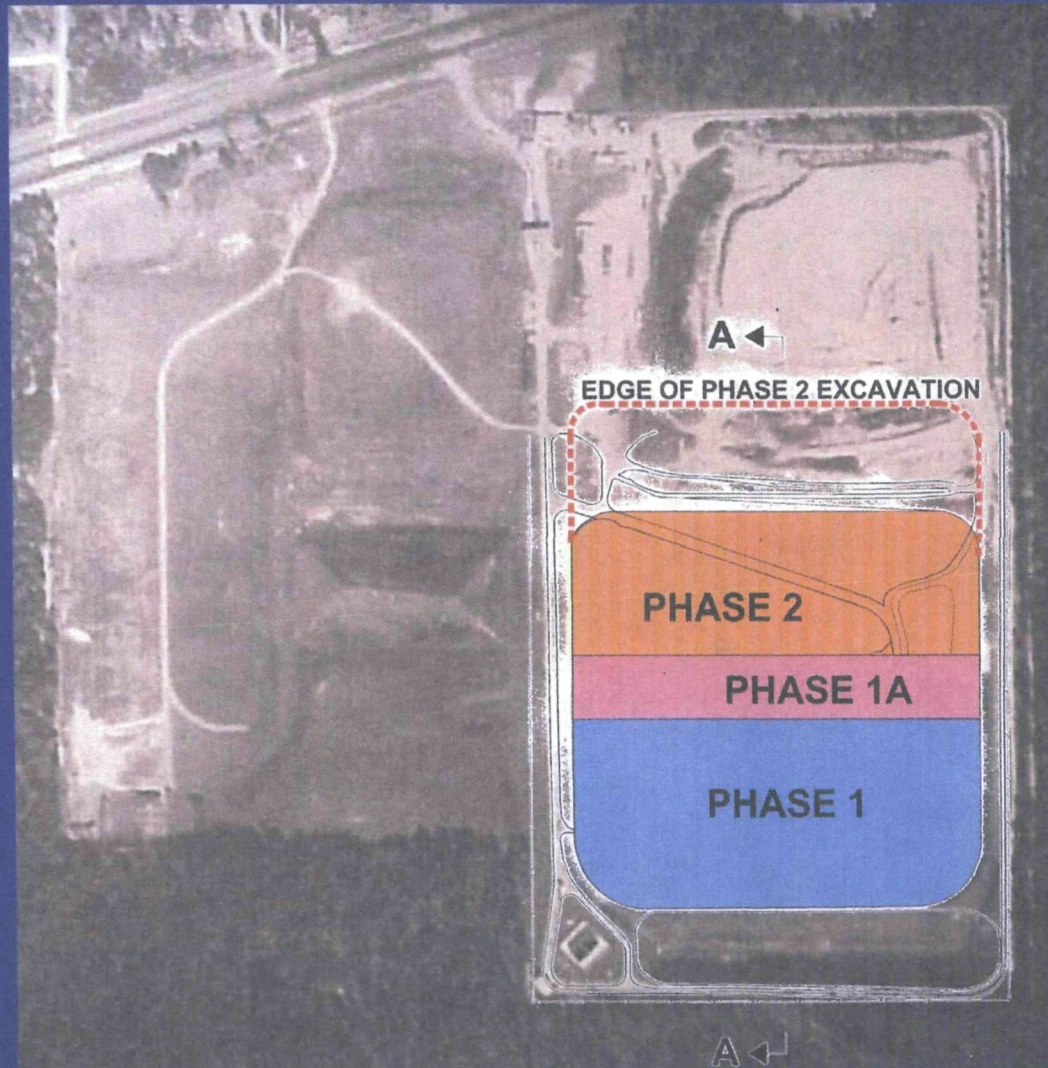 A
EDGE OF PHASE 2 EXCAVATION
PHASE 2
PHASE 1A
PHASE 1
A